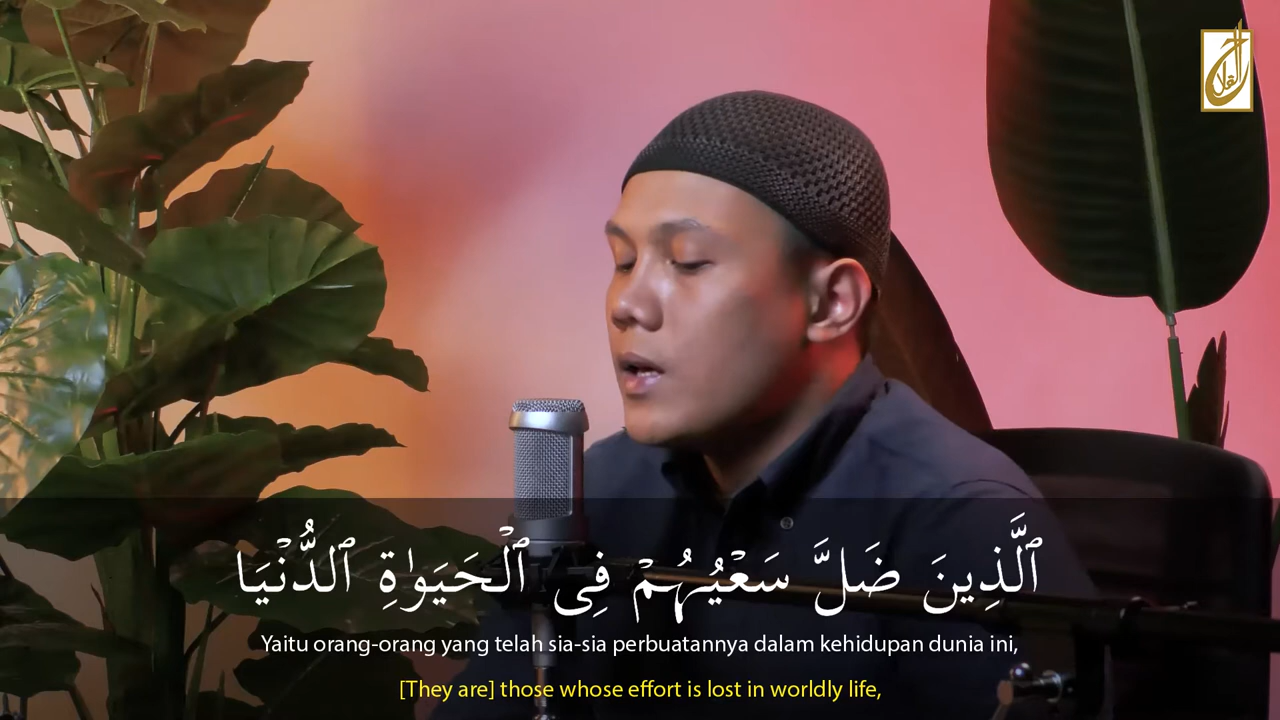 ٱلَّذِينَ ضَلَّ سَعْيُهُمْ فِى ٱلْحَيَوٰةِ ٱلدُّنْيَا
Yaitu orang-orang yang telah sia-sia perbuatannya dalam kehidupan dunia ini,
[They are] those whose effort is lost in worldly life,